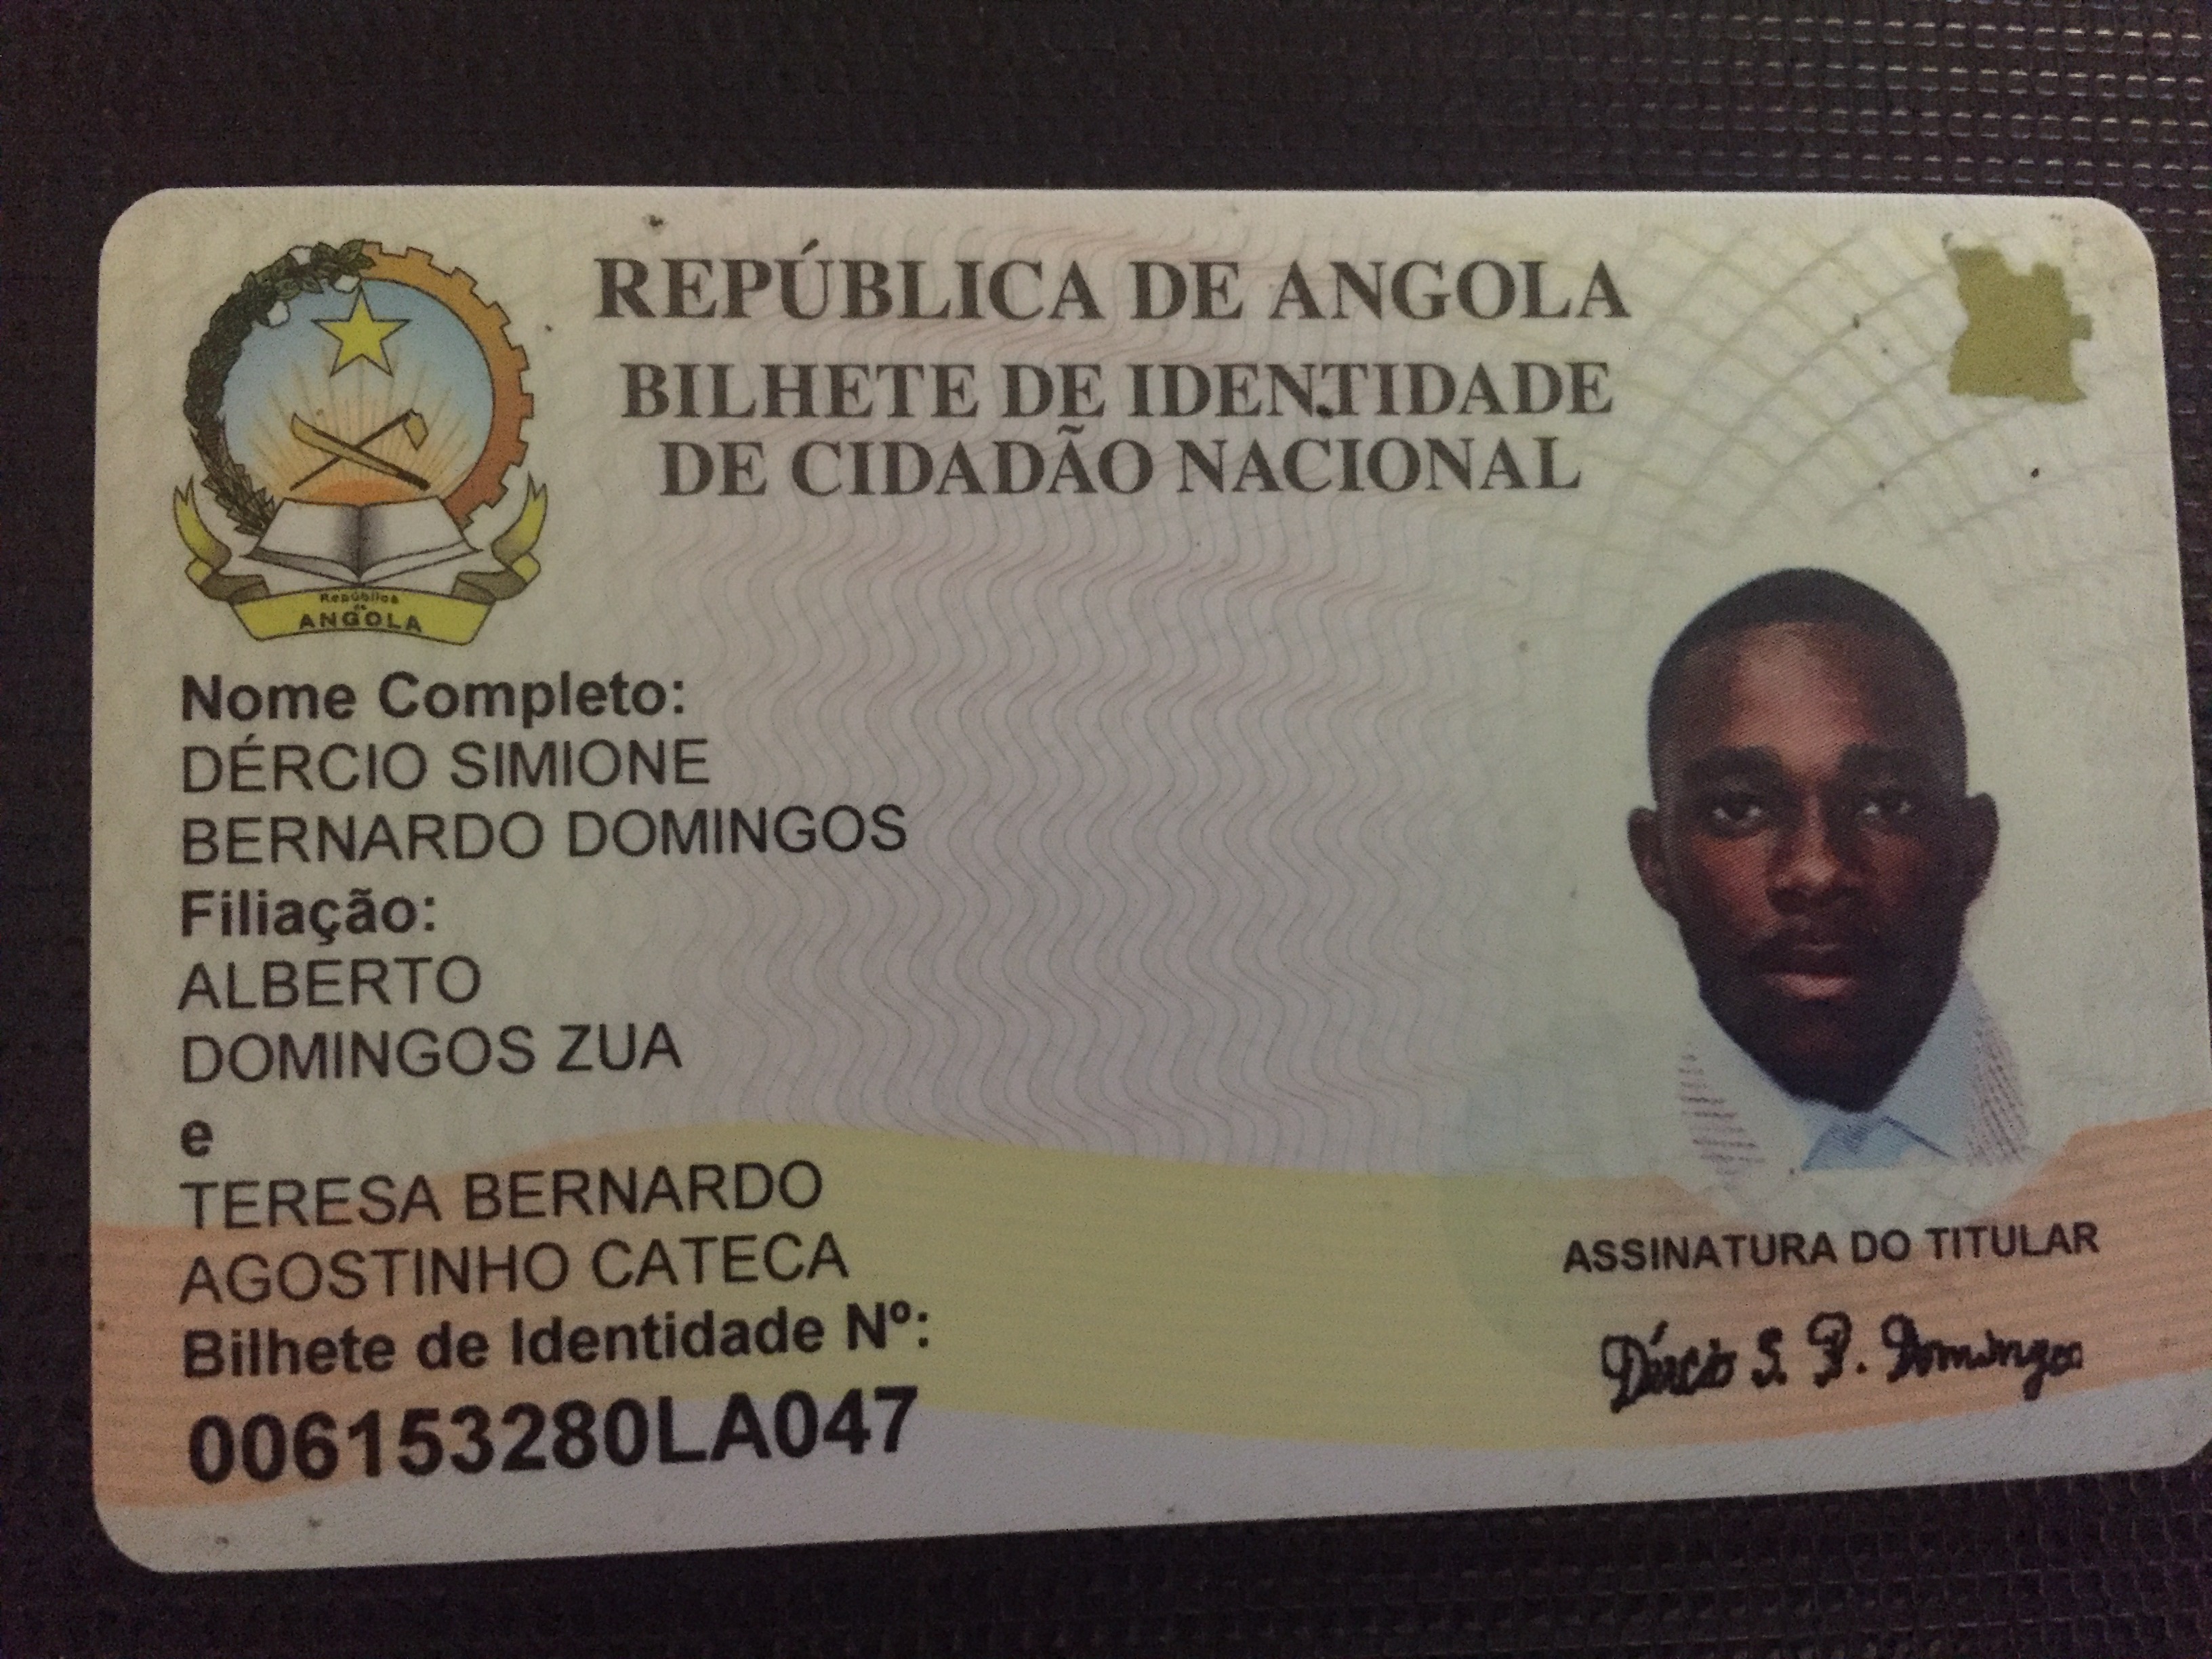 REPÚBLICA DE ANGOLA
BILHETE DE IDENTIDADE
DE CIDADÃO NACIONAL
República
de
ANGOLA
Nome Completo:
DÉRCIO SIMIONE
BERNARDO DOMINGOS
Filiação:
ALBERTO
DOMINGOS ZUA
e
TERESA BERNARDO
AGOSTINHO CATECA
Bilhete de Identidade Nº:
006153280LA047
ASSINATURA DO TITULAR
Dércio S. B. Domingos